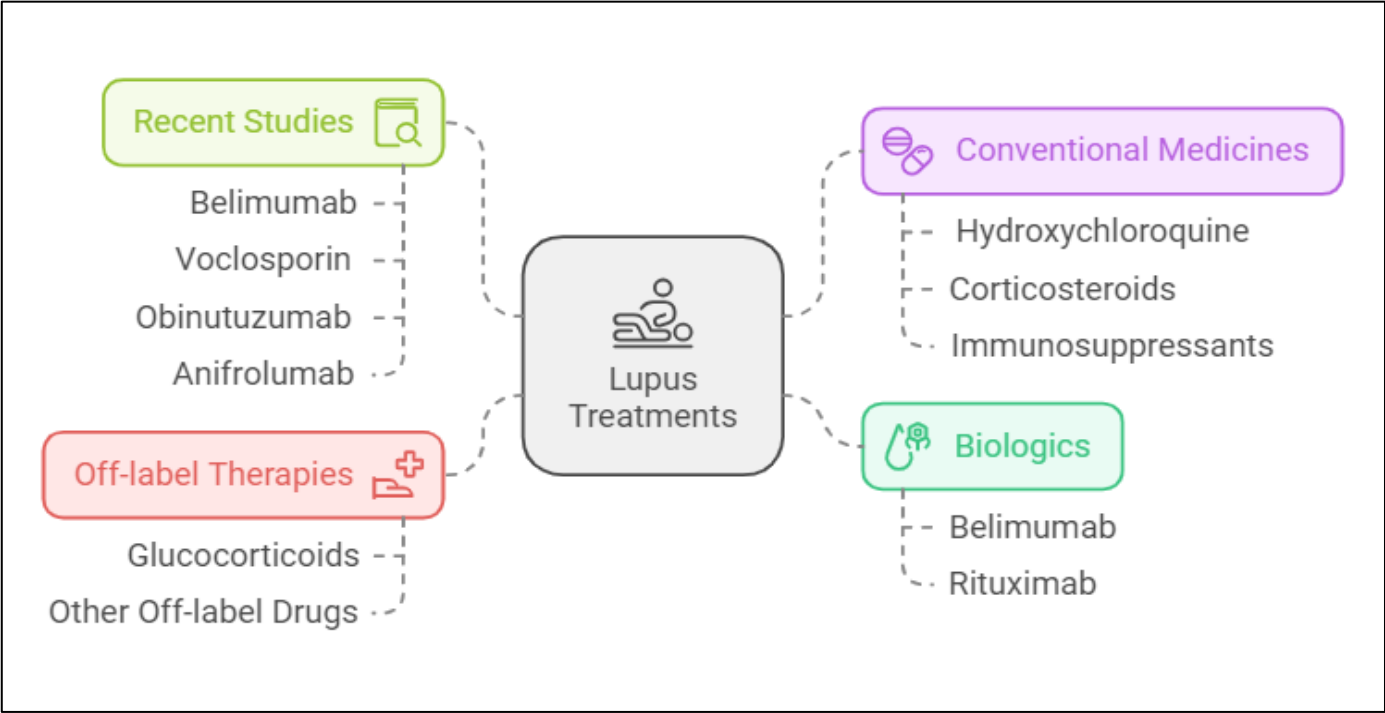 Recent Studies
Belimumab
Voclosporin
Obinutuzumab
Anifrolumab
Off-label Therapies
Glucocorticoids
Other Off-label Drugs
Lupus
Treatments
Conventional Medicines
Hydroxychloroquine
Corticosteroids
Immunosuppressants
Biologics
Belimumab
Rituximab